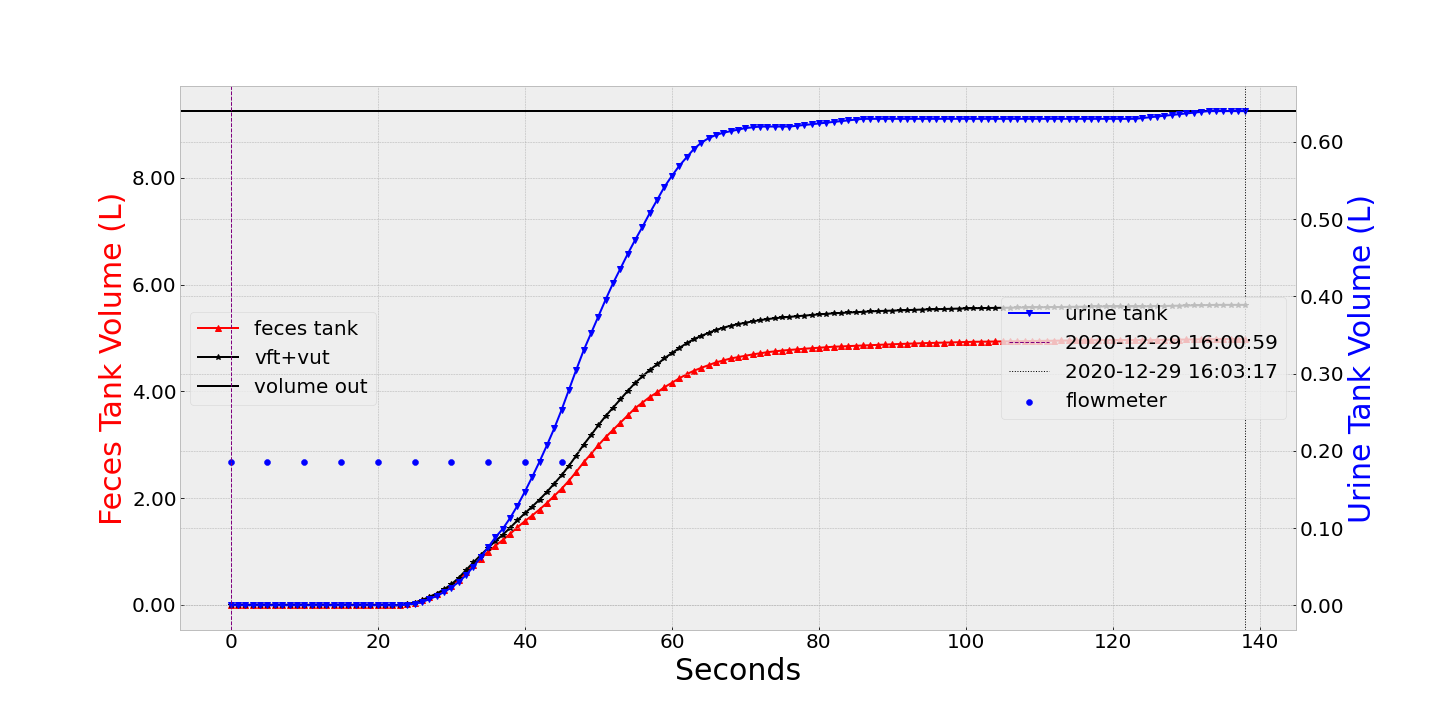 Feces Tank Volume (L)
8.00
6.00
4.00
2.00
0.00
feces tank
vft+vut
volume out
urine tank
2020-12-29 16:00:59
2020-12-29 16:03:17
flowmeter
0.60
0.50
0.40
0.30
0.20
0.10
0.00
Urine Tank Volume (L)
0 20 40 60 80 100 120 140
Seconds